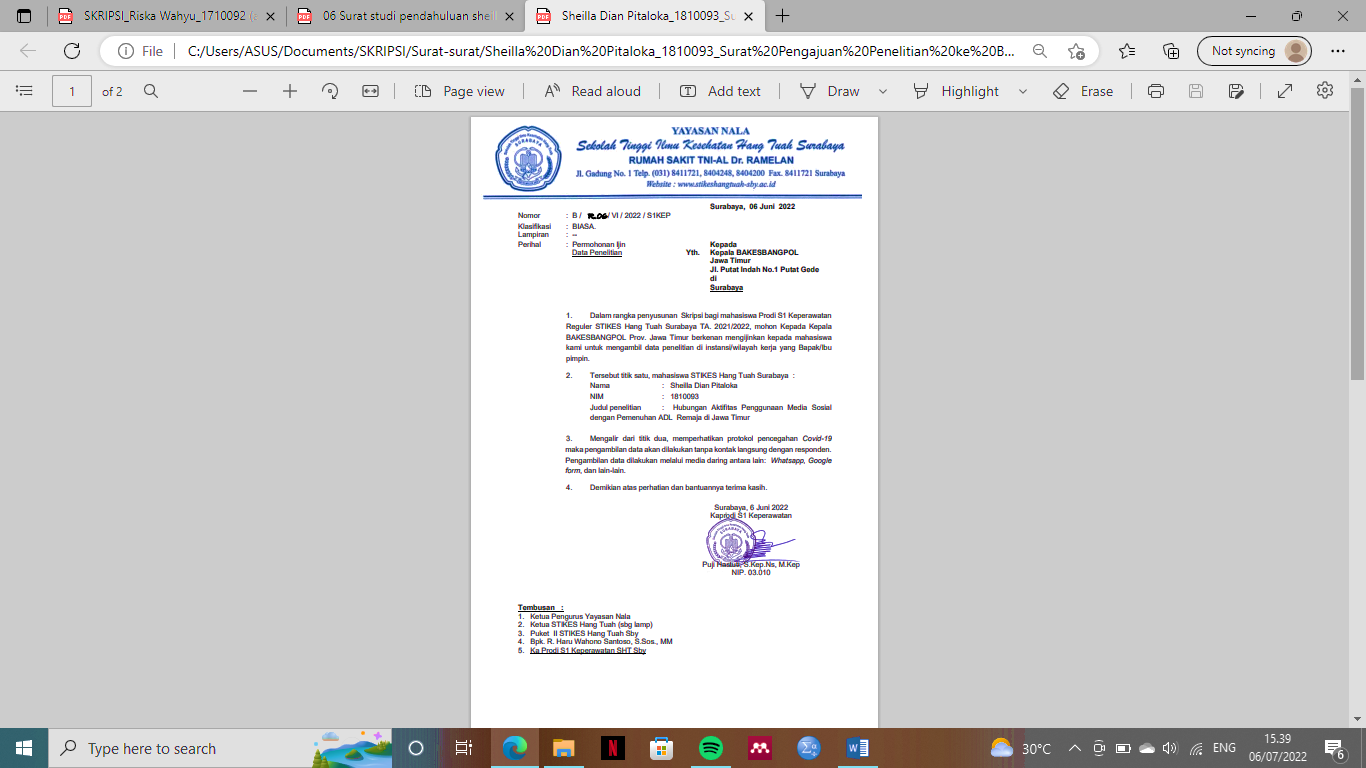 SKRIPSI_Riska Wahyu_1710092 (
06 Surat studi pendahuluan shei
Sheilla Dian Pitaloka_1810093_Su
File
C:/Users/ASUS/Documents/SKRIPSI/Surat-surat/Sheilla%20Dian%20Pitaloka_1810093_Surat%20Pengajuan%20Penelitian%20ke%20B...
Not syncing
1 of 2
Page view
Read aloud
Add text
Draw
Highlight
Erase
YAYASAN NALA
Sekolah Tinggi Ilmu Kesehatan Hang Tuah Surabaya
RUMAH SAKIT TNI-AL Dr. RAMELAN
Jl. Gadung No. 1 Telp. (031) 8411721, 8404248, 8404200 Fax. 8411721 Surabaya
Website : www.stikeshangtuah-sby.ac.id
Surabaya, 06 Juni 2022
Nomor : B / / VI / 2022 / S1KEP
Klasifikasi : BIASA.
Lampiran : --
Perihal : Permohonan Ijin
Data Penelitian
Kepada
Yth. Kepala BAKESBANGPOL
Jawa Timur
Jl. Putat Indah No.1 Putat Gede
di
Surabaya
1. Dalam rangka penyusunan Skripsi bagi mahasiswa Prodi S1 Keperawatan
Reguler STIKES Hang Tuah Surabaya TA. 2021/2022, mohon Kepada Kepala
BAKESBANGPOL Prov. Jawa Timur berkenan mengijinkan kepada mahasiswa
kami untuk mengambil data penelitian di instansi/wilayah kerja yang Bapak/Ibu
pimpin.
2. Tersebut titik satu, mahasiswa STIKES Hang Tuah Surabaya :
Nama : Sheilla Dian Pitaloka
NIM : 1810093
Judul penelitian : Hubungan Aktifitas Penggunaan Media Sosial
dengan Pemenuhan ADL Remaja di Jawa Timur
3. Mengalir dari titik dua, memperhatikan protokol pencegahan Covid-19
maka pengambilan data akan dilakukan tanpa kontak langsung dengan responden.
Pengambilan data dilakukan melalui media daring antara lain: Whatsapp, Google
form, dan lain-lain.
4. Demikian atas perhatian dan bantuannya terima kasih.
Surabaya, 6 Juni 2022
Kaprodi S1 Keperawatan
Puji Hastuti, S.Kep.Ns, M.Kep
NIP. 03.010
Tembusan :
1. Ketua Pengurus Yayasan Nala
2. Ketua STIKES Hang Tuah (sbg lamp)
3. Puket II STIKES Hang Tuah Sby
4. Bpk. R. Haru Wahono Santoso, S.Sos., MM
5. Ka Prodi S1 Keperawatan SHT Sby
Type here to search
30°C
ENG
15.39
06/07/2022
6